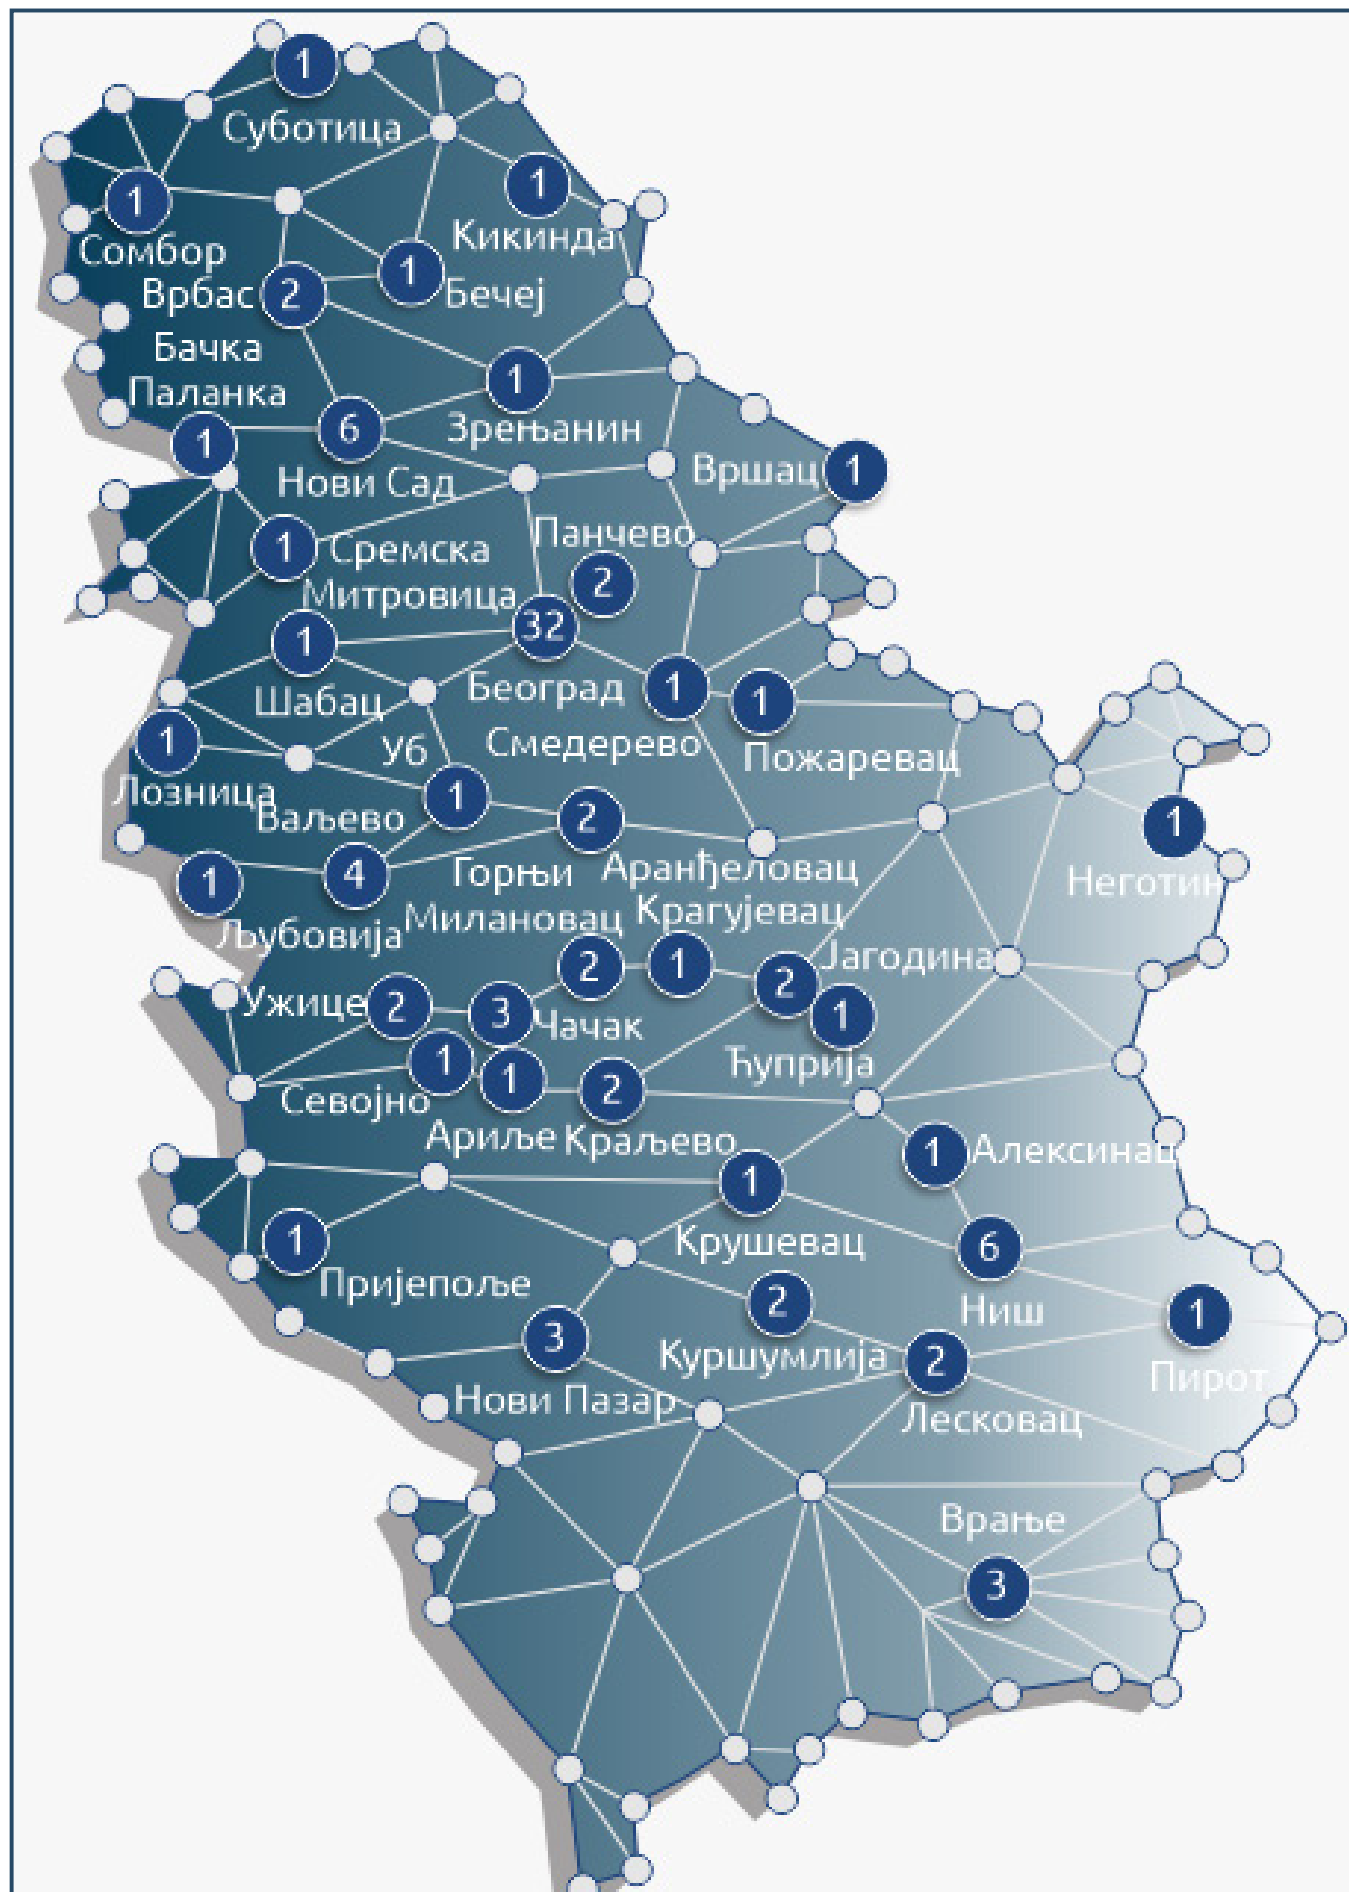 1
Суботица
1
Сомбор
1
Кикинда
Врбас 2
1 Бечеј
Бачка
Паланка
1
1
Зрењанин
6
Нови Сад
Вршац 1
1 Сремска
Митровица
Панчево
2
32
Београд
1
Шабац
1
Смедерево
1
Пожаревац
1
Лозница
Уб
1
Ваљево
4
2
Горњи
Милановац
Аранђеловац
Крагујевац
1
Неготин
1
Љубовија
2
1
2
Јагодина
1
Ћуприја
Ужице 2
3
Чачак
1
Севојно
1
Ариље
2
Краљево
1 Алексинац
1
Крушевац
6
Ниш
1
Пријепоље
2
Куршумлија
1
Пирот
3
Нови Пазар
2
Лесковац
Врање
3